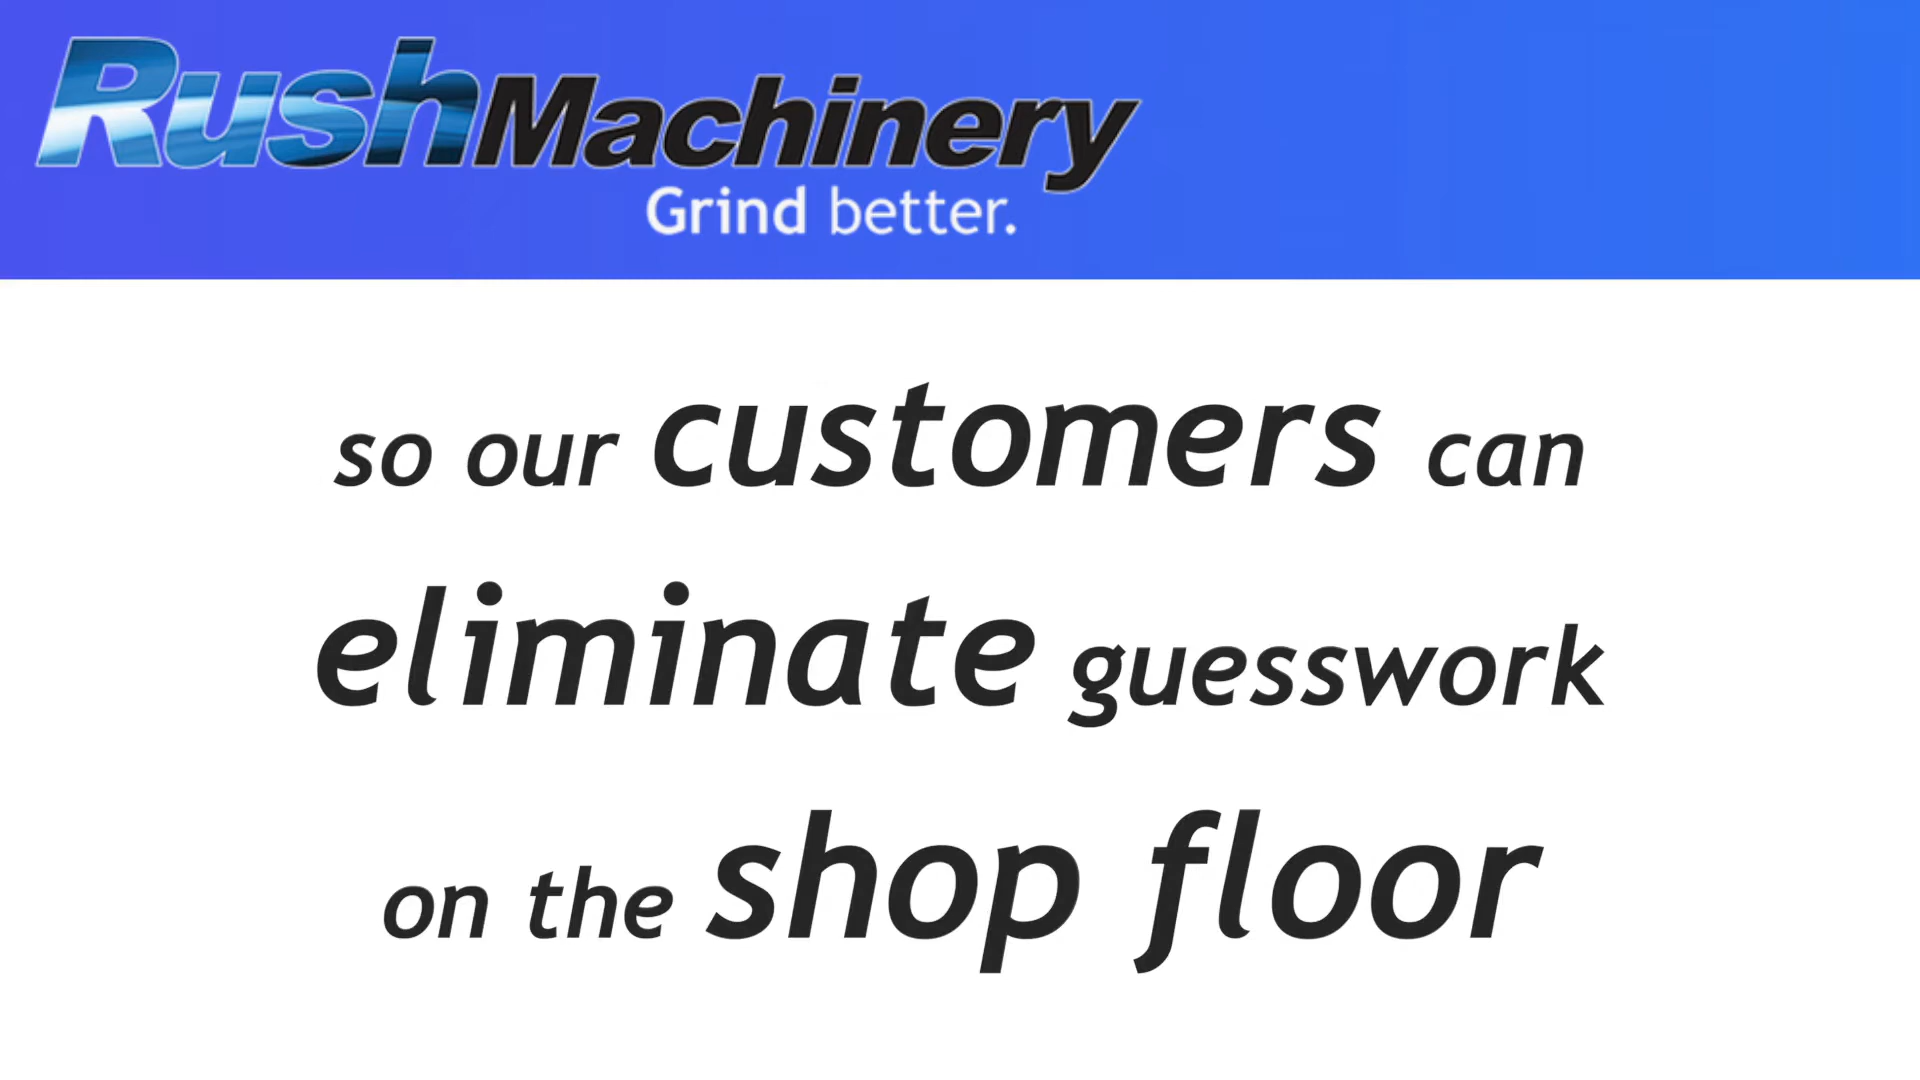 RushMachinery
Grind better.
so our customers can
eliminate guesswork
on the shop floor